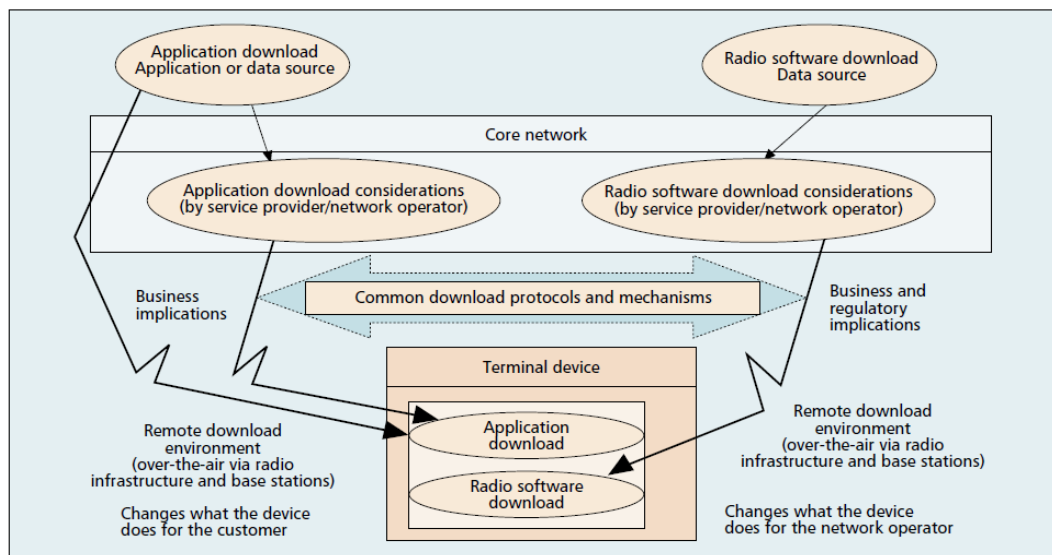 Application download
Application or data source
Radio software download
Data source
Core network
Application download considerations
(by service provider/network operator)
Radio software download considerations
(by service provider/network operator)
Common download protocols and mechanisms
Business
implications
Business and
regulatory
implications
Terminal device
Application
download
Radio software
download
Remote download
environment
(over-the-air via radio
infrastructure and base stations)
Changes what the device
does for the customer
Remote download
environment
(over-the-air via radio
infrastructure and base stations)
Changes what the device
does for the network operator